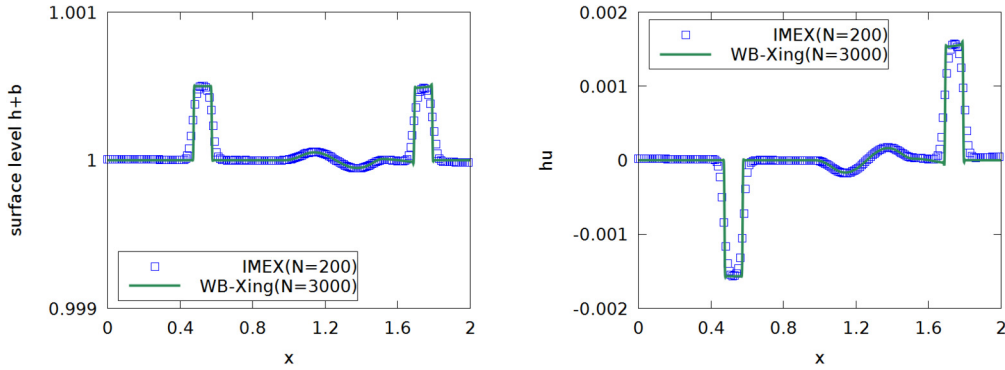 1.001
1
0.999
surface level h+b
IMEX(N=200)
WB-Xing(N=3000)
0 0.4 0.8 1.2 1.6 2
x
0.002
0.001
0
-0.001
-0.002
hu
IMEX(N=200)
WB-Xing(N=3000)
0 0.4 0.8 1.2 1.6 2
x